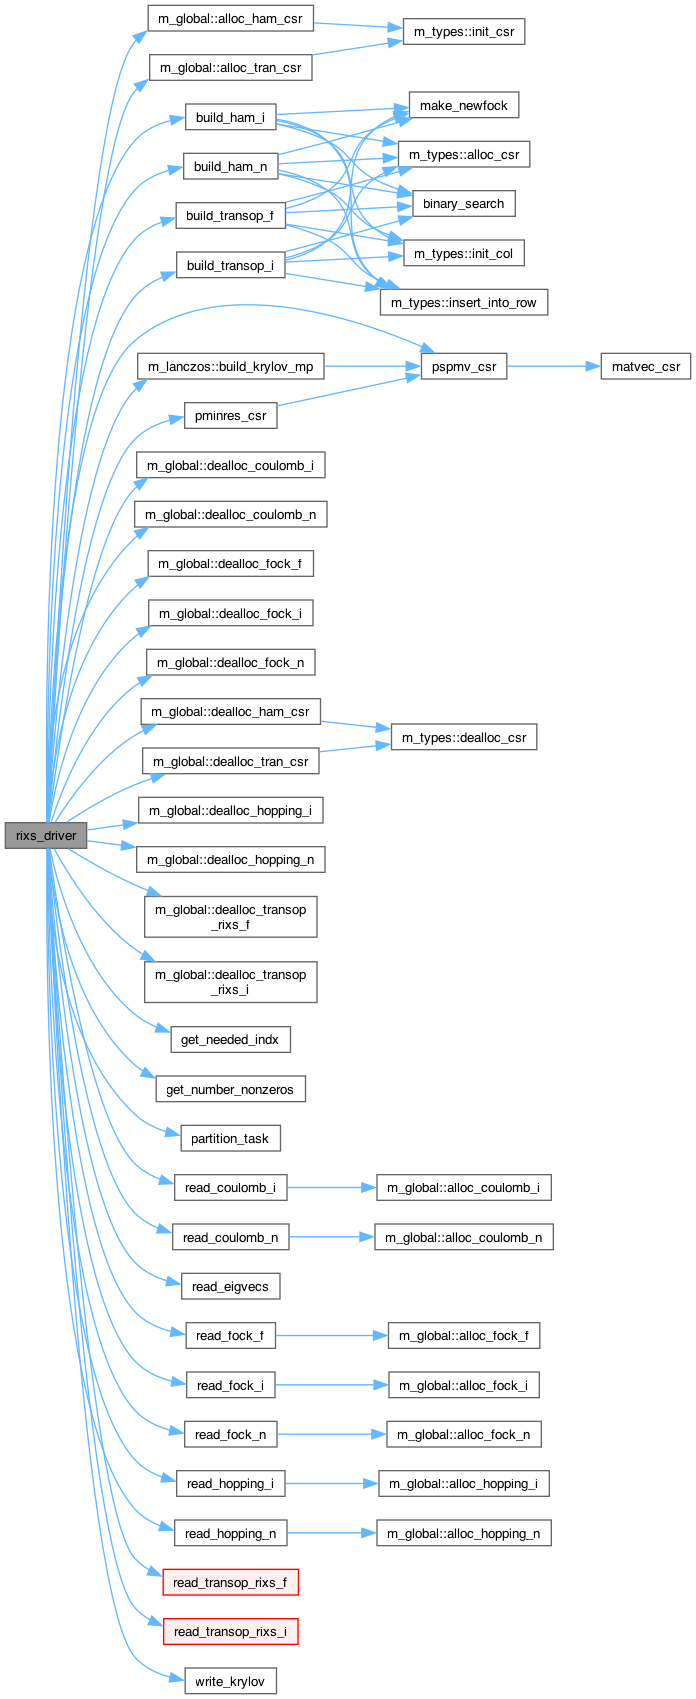 rixs_driver
m_global::alloc_ham_csr
m_types::init_csr
m_global::alloc_tran_csr
build_ham_i
make_newfock
build_ham_n
m_types::alloc_csr
build_transop_f
binary_search
build_transop_i
m_types::init_col
m_types::insert_into_row
m_lanczos::build_krylov_mp
pspmv_csr
matvec_csr
pminres_csr
m_global::dealloc_coulomb_i
m_global::dealloc_coulomb_n
m_global::dealloc_fock_f
m_global::dealloc_fock_i
m_global::dealloc_fock_n
m_global::dealloc_ham_csr
m_types::dealloc_csr
m_global::dealloc_tran_csr
m_global::dealloc_hopping_i
m_global::dealloc_hopping_n
m_global::dealloc_transop
_rixs_f
m_global::dealloc_transop
_rixs_i
get_needed_indx
get_number_nonzeros
partition_task
read_coulomb_i
m_global::alloc_coulomb_i
read_coulomb_n
m_global::alloc_coulomb_n
read_eigvecs
read_fock_f
m_global::alloc_fock_f
read_fock_i
m_global::alloc_fock_i
read_fock_n
m_global::alloc_fock_n
read_hopping_i
m_global::alloc_hopping_i
read_hopping_n
m_global::alloc_hopping_n
read_transop_rixs_f
read_transop_rixs_i
write_krylov